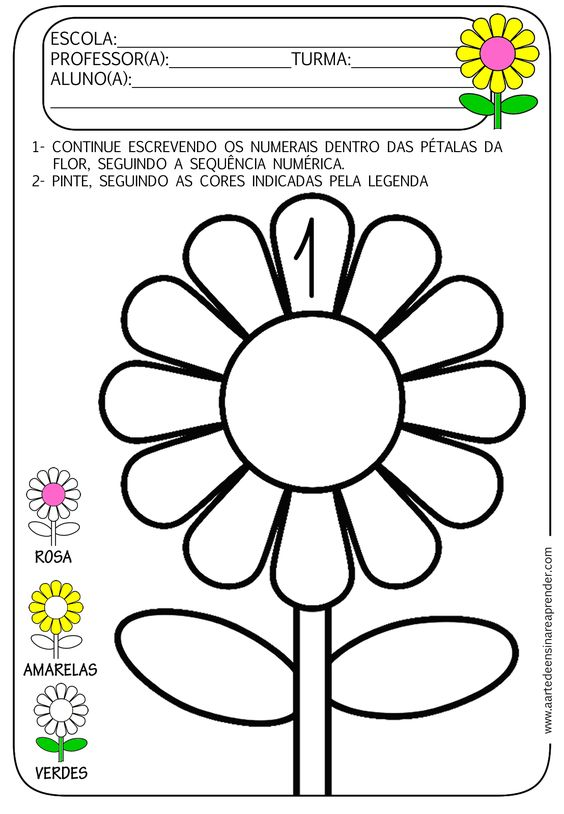 ESCOLA:
PROFESSOR(A): TURMA:
ALUNO(A):
1- CONTINUE ESCREVENDO OS NUMERAIS DENTRO DAS PÉTALAS DA
FLOR, SEGUINDO A SEQUÊNCIA NUMÉRICA.
2- PINTE, SEGUINDO AS CORES INDICADAS PELA LEGENDA
1
ROSA
AMARELAS
VERDES
www.aartedeensinareaprender.com